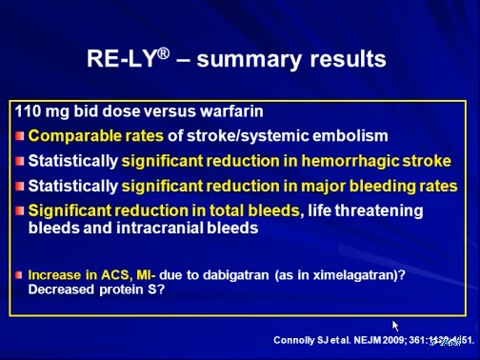 RE-LY® – summary results
110 mg bid dose versus warfarin
Comparable rates of stroke/systemic embolism
Statistically significant reduction in hemorrhagic stroke
Statistically significant reduction in major bleeding rates
Significant reduction in total bleeds, life threatening
bleeds and intracranial bleeds
Increase in ACS, MI- due to dabigatran (as in ximelagatran)?
Decreased protein S?
Connolly SJ et al. NEJM 2009; 361: